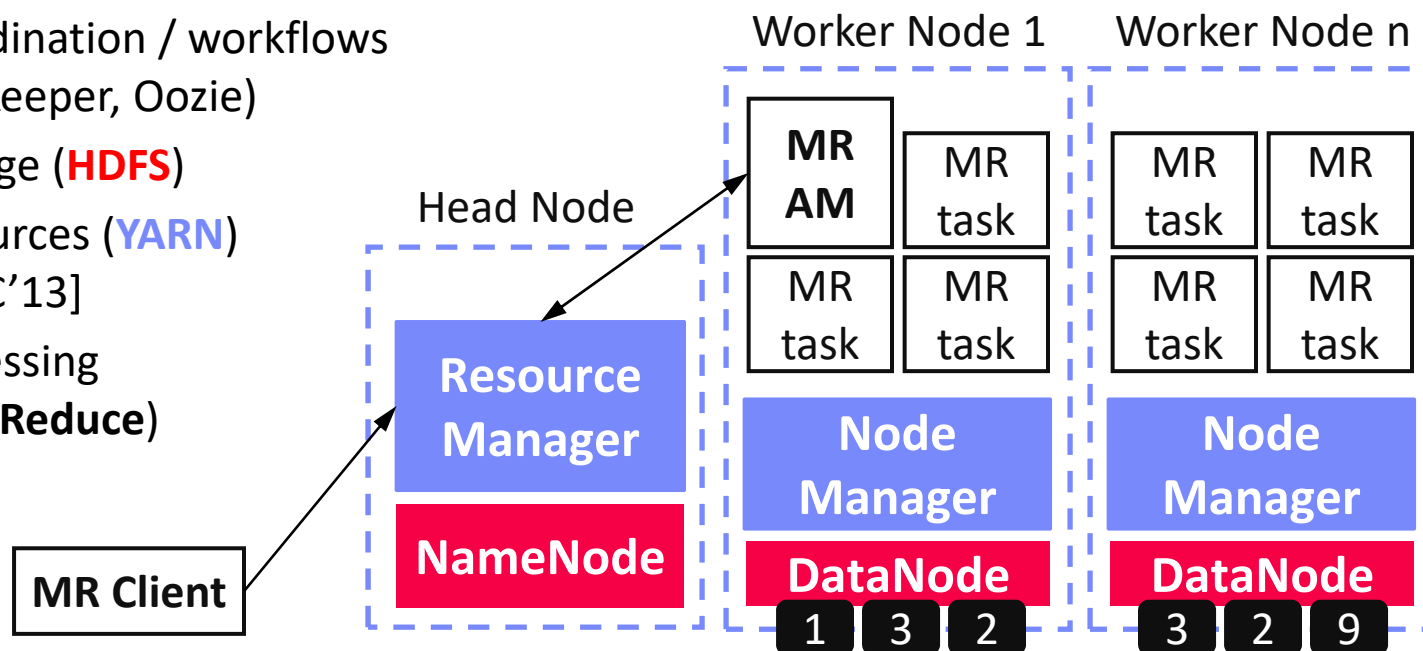 dination / workflows
eeper, Oozie)
ge (HDFS)
urces (YARN)
C’13]
essing
Reduce)
MR Client
Head Node
Resource
Manager
NameNode
Worker Node 1
MR
AM
MR
task
MR
task
MR
task
Node
Manager
DataNode
1 3 2
Worker Node n
MR
task
MR
task
MR
task
MR
task
Node
Manager
DataNode
3 2 9